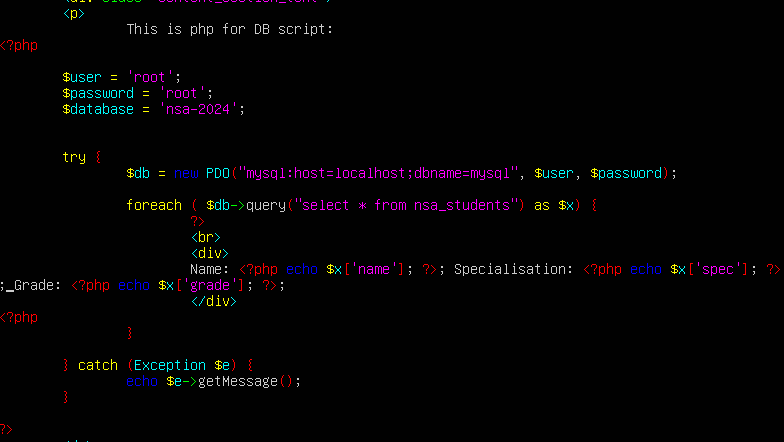 <p>
This is php for DB script:
<?php
$user = 'root';
$password = 'root';
$database = 'nsa-2024';
try {
$db = new PDO("mysql:host=localhost;dbname=mysql", $user, $password);
foreach ( $db->query("select * from nsa_students") as $x) {
?>
<br>
<div>
Name: <?php echo $x['name']; ?>; Specialisation: <?php echo $x['spec']; ?>
;_Grade: <?php echo $x['grade']; ?>;
</div>
<?php
}
} catch (Exception $e) {
echo $e->getMessage();
}
?>